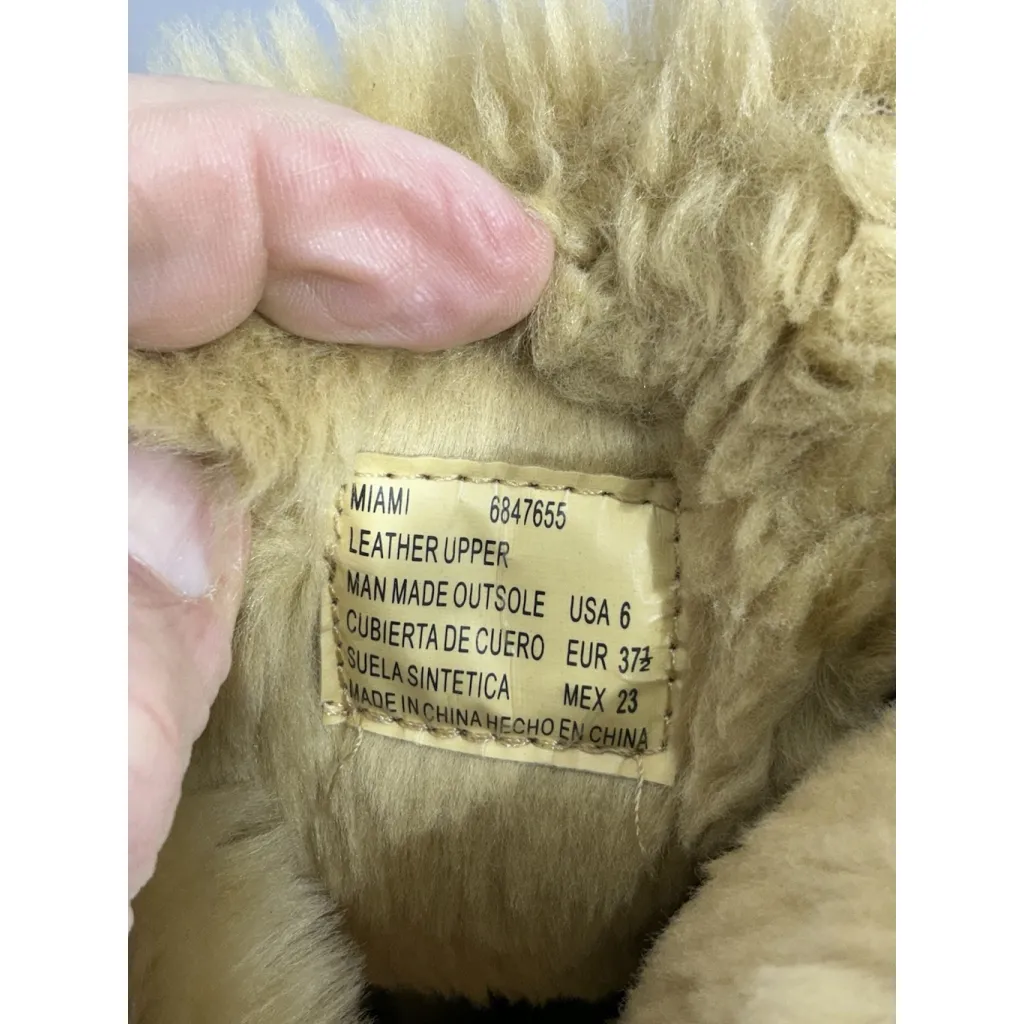 MIAMI 6847655
LEATHER UPPER
MAN MADE OUTSOLE USA 6
CUBIERTA DE CUERO EUR 37½
SUELA SINTETICA MEX 23
MADE IN CHINA HECHO EN CHINA